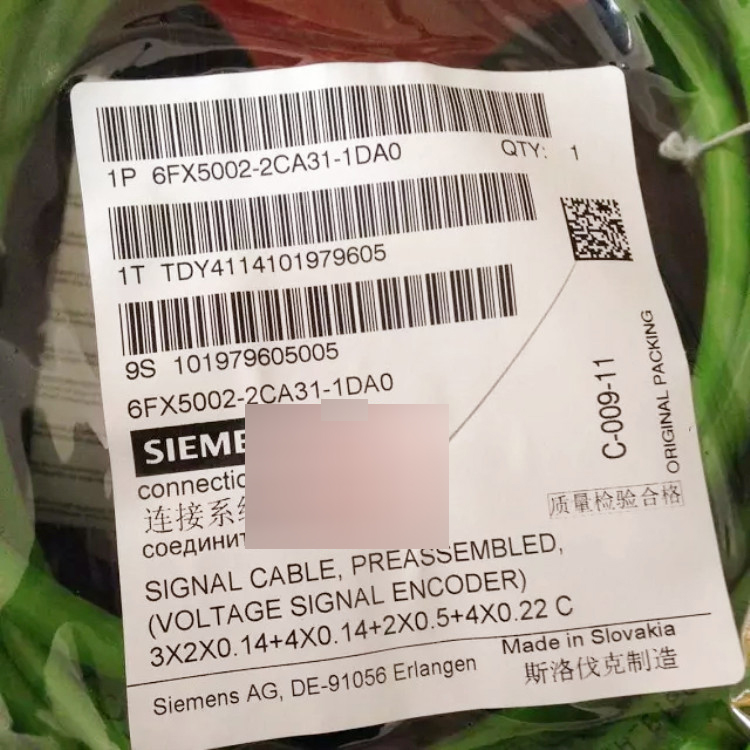 1P 6FX5002-2CA31-1DA0 QTY: 1
1T TDY4114101979605
9S 101979605005
6FX5002-2CA31-1DA0
C-009-11
ORIGINAL PACKING
质量检验合格
SIGNAL CABLE, PREASSEMBLED,
(VOLTAGE SIGNAL ENCODER)
3X2X0.14+4X0.14+2X0.5+4X0.22 C
Made in Slovakia
Siemens AG, DE-91056 Erlangen
斯洛伐克制造